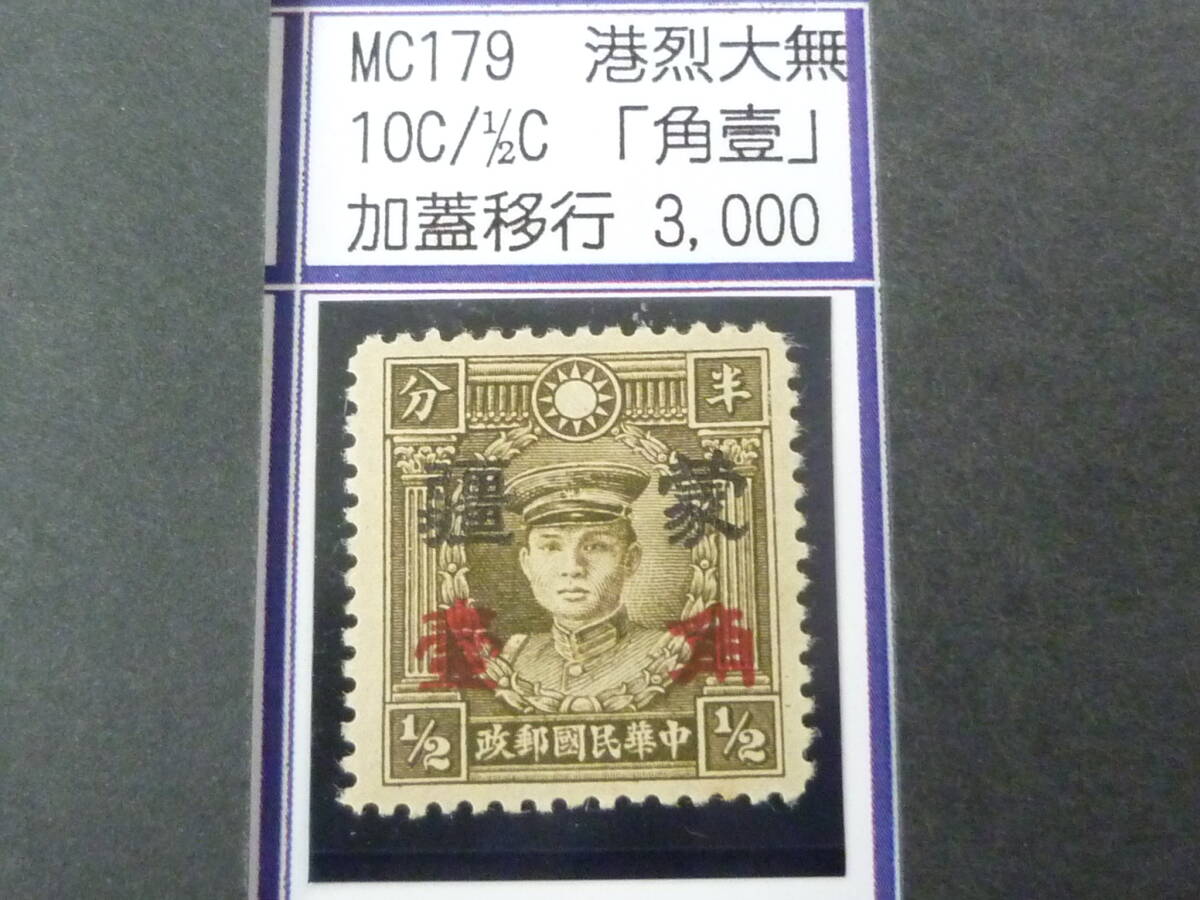 MC179 港烈大無
10C/½C 「角壹」
加蓋移行 3,000
分 半
疆 蒙
壹 角
½ 政郵國民華中 ½